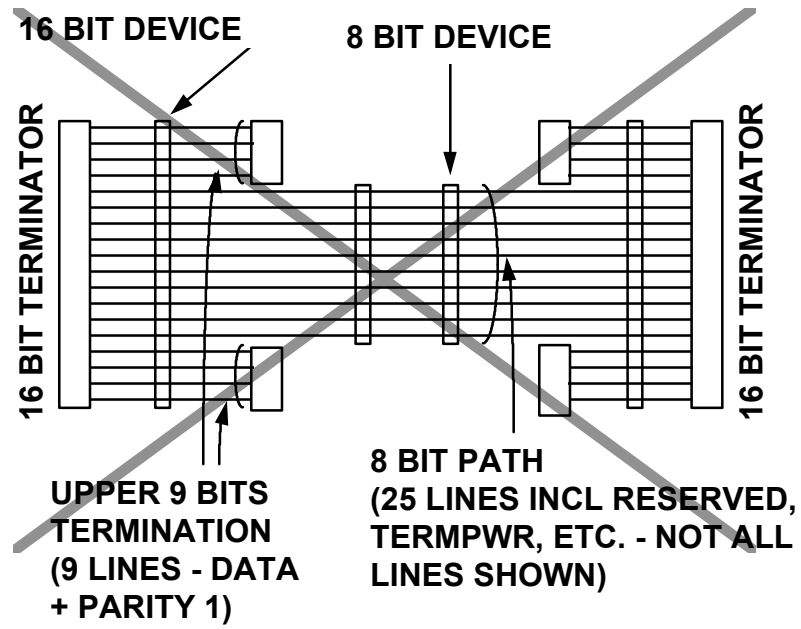 16 BIT DEVICE
8 BIT DEVICE
16 BIT TERMINATOR
16 BIT TERMINATOR
UPPER 9 BITS
TERMINATION
(9 LINES - DATA
+ PARITY 1)
8 BIT PATH
(25 LINES INCL RESERVED,
TERMPWR, ETC. - NOT ALL
LINES SHOWN)